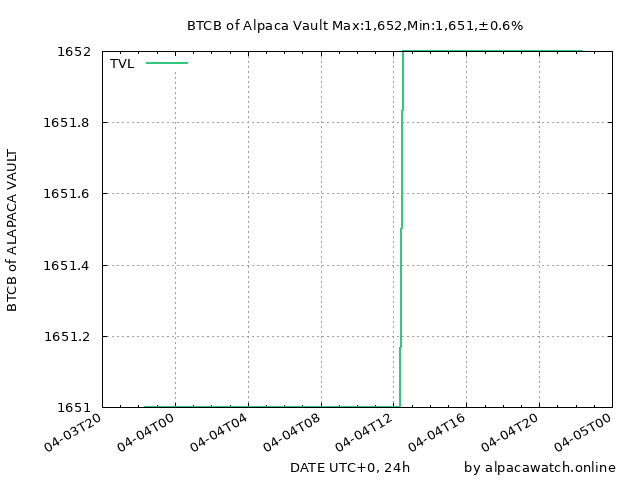 BTCB of Alpaca Vault Max:1,652,Min:1,651,±0.6%
TVL
1652
1651.8
1651.6
1651.4
1651.2
1651
BTCB of ALAPACA VAULT
04-03T20
04-04T00
04-04T04
04-04T08
04-04T12
04-04T16
04-04T20
04-05T00
DATE UTC+0, 24h
by alpacawatch.online